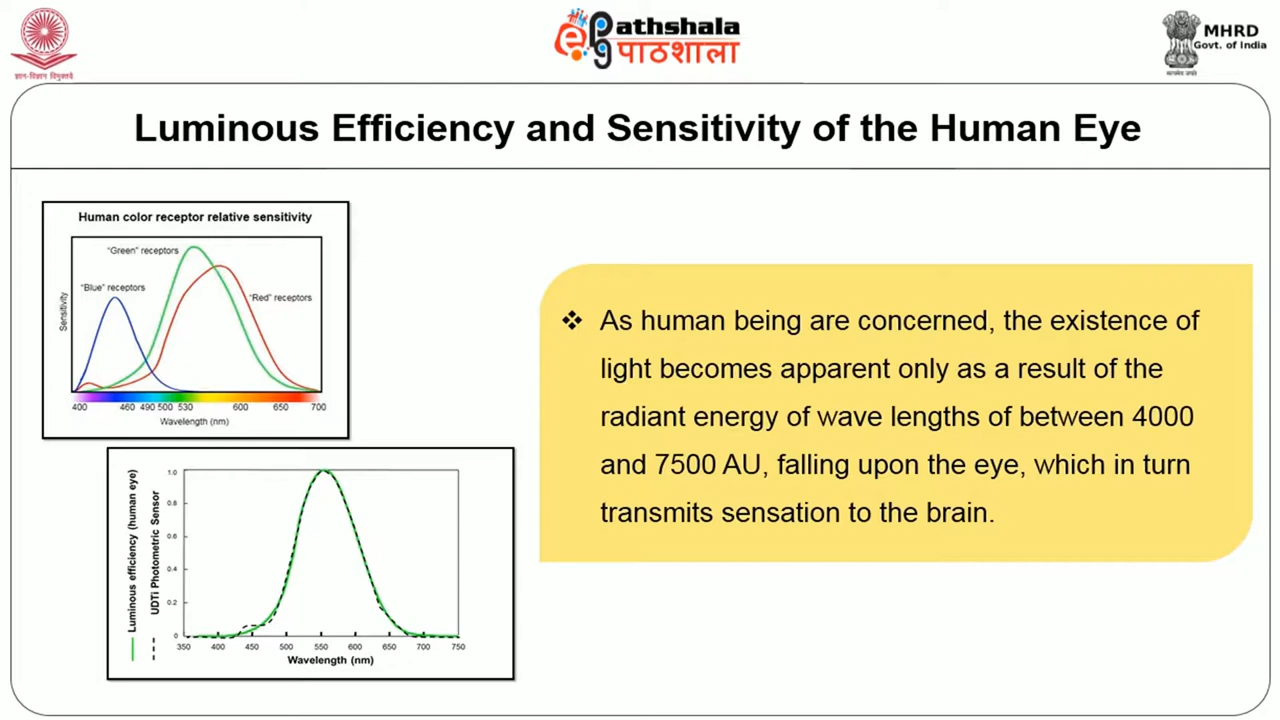 ज्ञान-विज्ञान विमुक्तये
ePathshala
पाठशाला
सत्यमेव जयते
MHRD
Govt. of India
Luminous Efficiency and Sensitivity of the Human Eye
Human color receptor relative sensitivity
"Green" receptors
"Blue" receptors
"Red" receptors
Sensitivity
400 460 490 500 530 600 650 700
Wavelength (nm)
Luminous efficiency (human eye)
UDTi Photometric Sensor
1.0
0.8
0.6
0.4
0.2
0
350 400 450 500 550 600 650 700 750
Wavelength (nm)
❖ As human being are concerned, the existence of
light becomes apparent only as a result of the
radiant energy of wave lengths of between 4000
and 7500 AU, falling upon the eye, which in turn
transmits sensation to the brain.